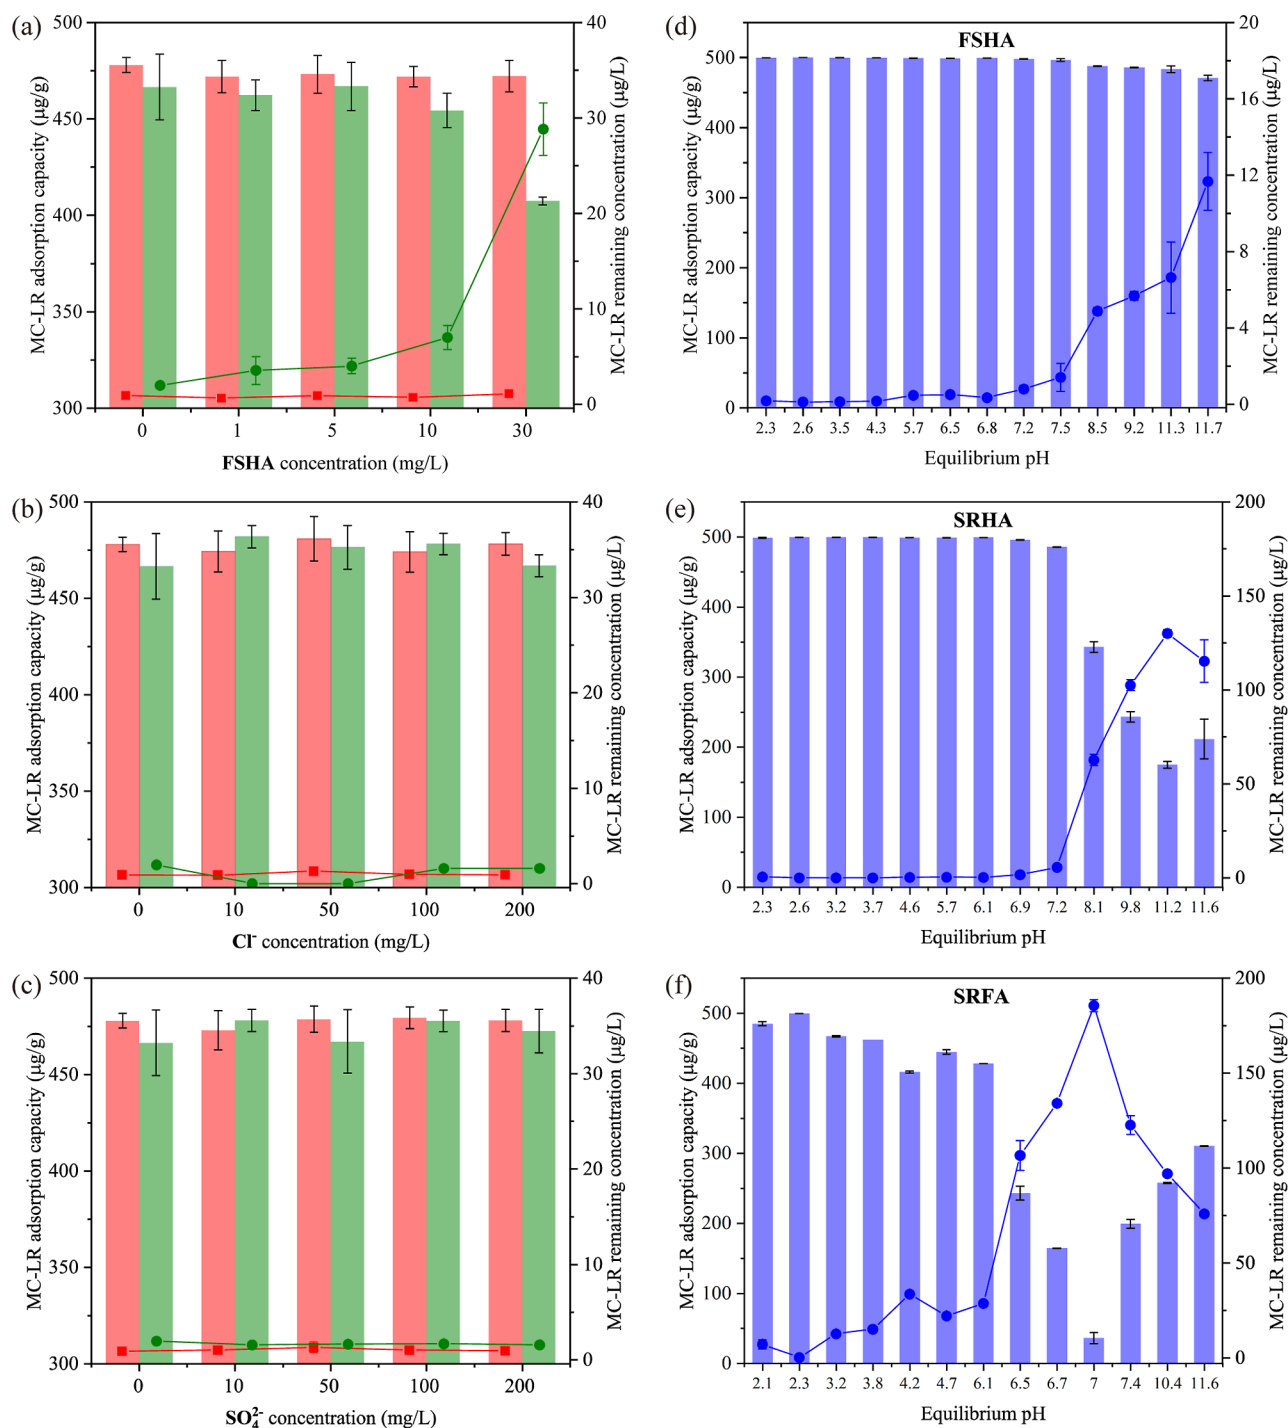 (a)
500
450
400
350
300
MC-LR adsorption capacity (μg/g)
40
30
20
10
0
MC-LR remaining concentration (μg/L)
0 1 5 10 30
FSHA concentration (mg/L)
(d)
FSHA
500
400
300
200
100
0
MC-LR adsorption capacity (μg/g)
20
16
12
8
4
0
MC-LR remaining concentration (μg/L)
2.3 2.6 3.5 4.3 5.7 6.5 6.8 7.2 7.5 8.5 9.2 11.3 11.7
Equilibrium pH
(b)
500
450
400
350
300
MC-LR adsorption capacity (μg/g)
40
30
20
10
0
MC-LR remaining concentration (μg/L)
0 10 50 100 200
Cl⁻ concentration (mg/L)
(e)
SRHA
500
400
300
200
100
0
MC-LR adsorption capacity (μg/g)
200
150
100
50
0
MC-LR remaining concentration (μg/L)
2.3 2.6 3.2 3.7 4.6 5.7 6.1 6.9 7.2 8.1 9.8 11.2 11.6
Equilibrium pH
(c)
500
450
400
350
300
MC-LR adsorption capacity (μg/g)
40
30
20
10
0
MC-LR remaining concentration (μg/L)
0 10 50 100 200
SO₄²⁻ concentration (mg/L)
(f)
SRFA
500
400
300
200
100
0
MC-LR adsorption capacity (μg/g)
200
150
100
50
0
MC-LR remaining concentration (μg/L)
2.1 2.3 3.2 3.8 4.2 4.7 6.1 6.5 6.7 7 7.4 10.4 11.6
Equilibrium pH